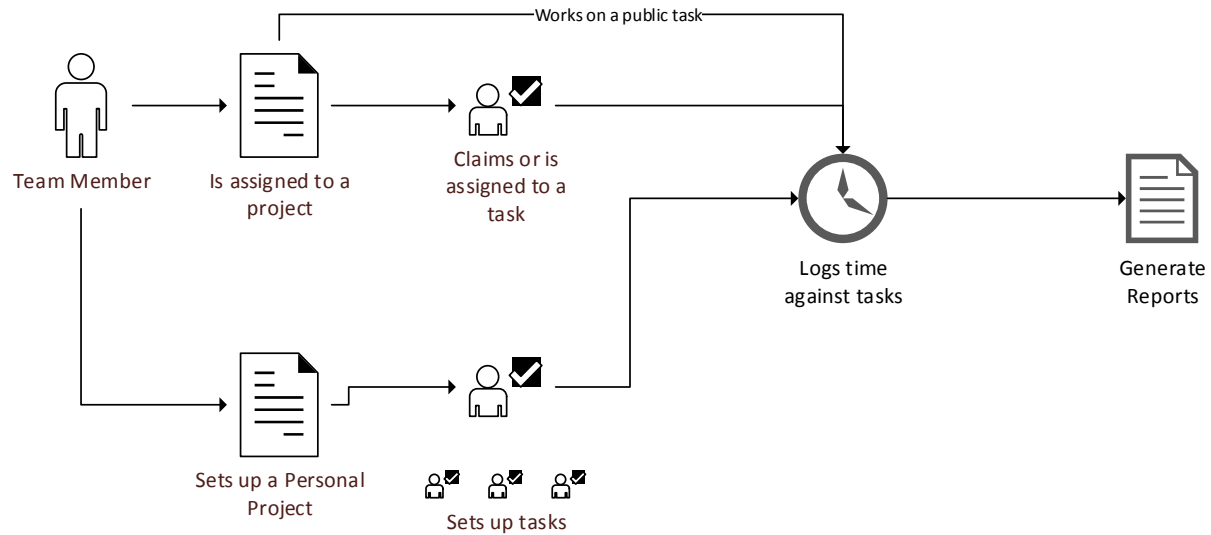 Works on a public task
Team Member
Is assigned to a
project
Claims or is
assigned to a
task
Logs time
against tasks
Generate
Reports
Sets up a Personal
Project
Sets up tasks